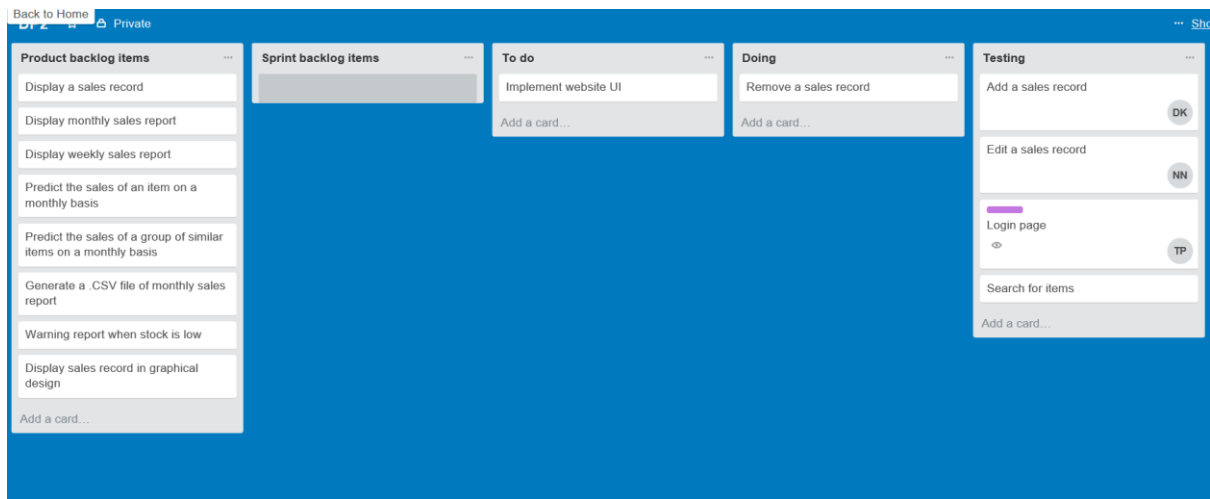 Back to Home
DP2
Private
··· Sho
Product backlog items ···
Display a sales record
Display monthly sales report
Display weekly sales report
Predict the sales of an item on a
monthly basis
Predict the sales of a group of similar
items on a monthly basis
Generate a .CSV file of monthly sales
report
Warning report when stock is low
Display sales record in graphical
design
Add a card...
Sprint backlog items ···
To do ···
Implement website UI
Add a card...
Doing ···
Remove a sales record
Add a card...
Testing ···
Add a sales record
DK
Edit a sales record
NN
Login page
TP
Search for items
Add a card...